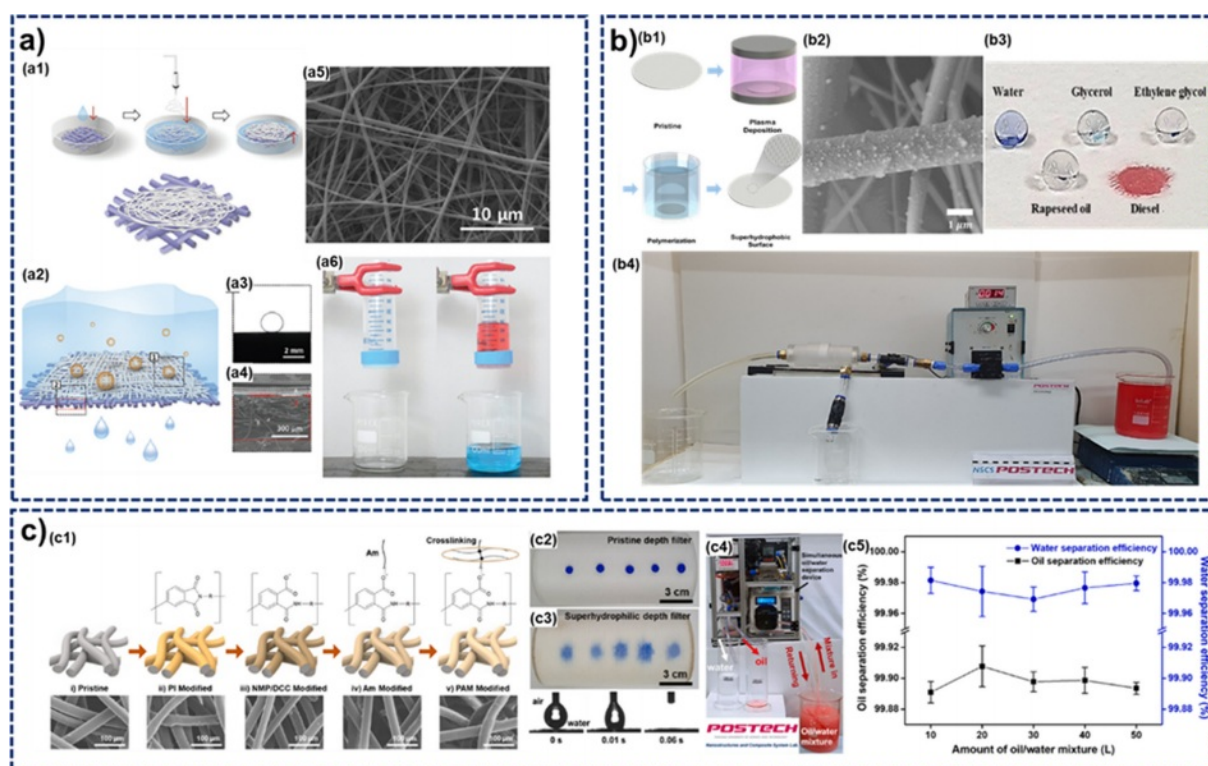 a)
(a1)
(a5)
10 μm
(a2)
(a3)
2 mm
(a4)
300 μm
(a6)
b)
(b1)
Pristine
Plasma
Deposition
Polymerization
Superhydrophobic
Surface
(b2)
1 μm
(b3)
Water
Glycerol
Ethylene glycol
Rapeseed oil
Diesel
(b4)
POSTECH
NSCS POSTECH
c)
(c1)
Am
Crosslinking
i) Pristine
ii) PI Modified
iii) NMP/DCC Modified
iv) Am Modified
v) PAM Modified
100 μm
100 μm
100 μm
100 μm
100 μm
(c2)
Pristine depth filter
3 cm
(c3)
Superhydrophilic depth filter
3 cm
air
water
0 s
0.01 s
0.06 s
(c4)
Simultaneous
oil/water
separation
device
water
oil
Returning
Mixture in
POSTECH
Nanostructures and Composite System Lab
Oil/water
mixture
(c5)
Water separation efficiency
Oil separation efficiency
Oil separation efficiency (%)
100.00
99.98
99.96
99.92
99.90
99.88
100.00
99.98
99.96
99.92
99.90
99.88
Water separation
efficiency (%)
10
20
30
40
50
Amount of oil/water mixture (L)